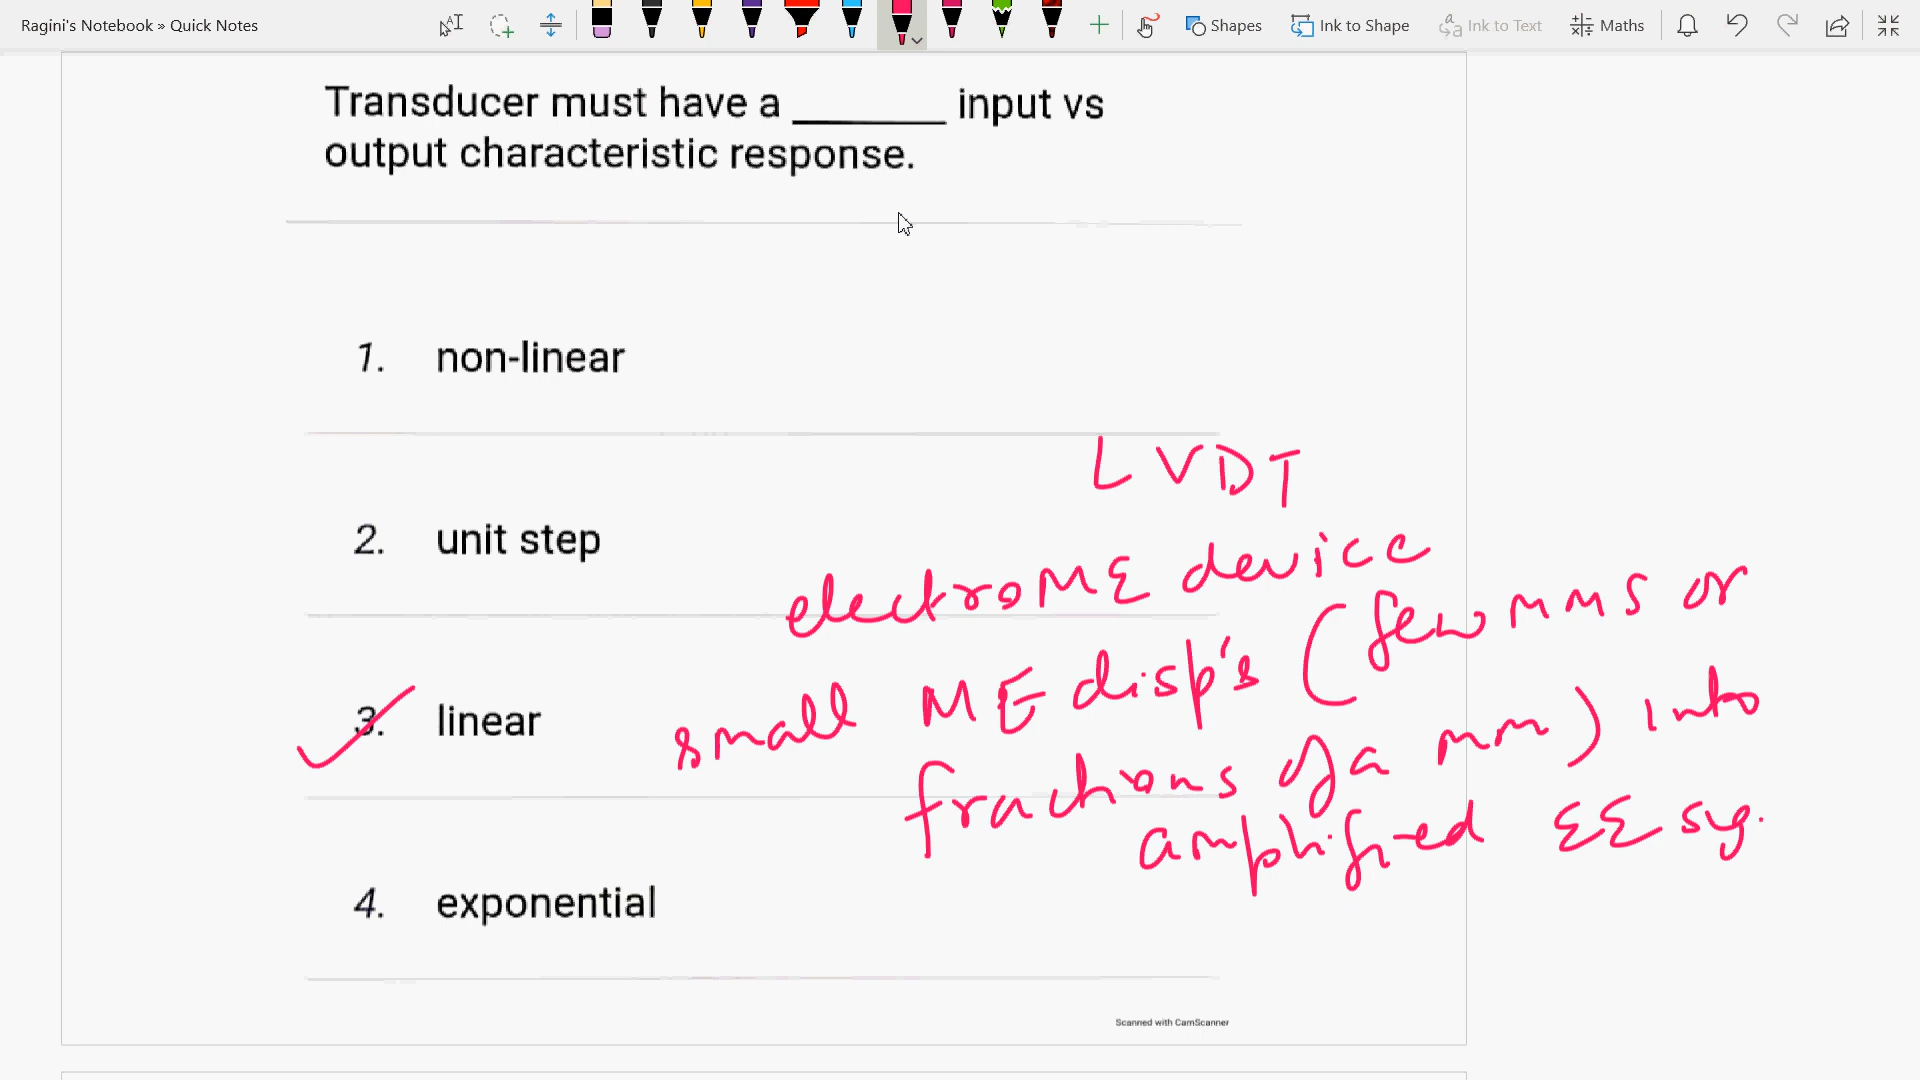 Ragini's Notebook » Quick Notes
Shapes
Ink to Shape
Ink to Text
Maths
Transducer must have a ______ input vs
output characteristic response.
1. non-linear
2. unit step
3. linear
4. exponential
LVDT
electroME device
small ME disp's (few mms or
fractions of a mm) into
amplified EE sig.
Scanned with CamScanner